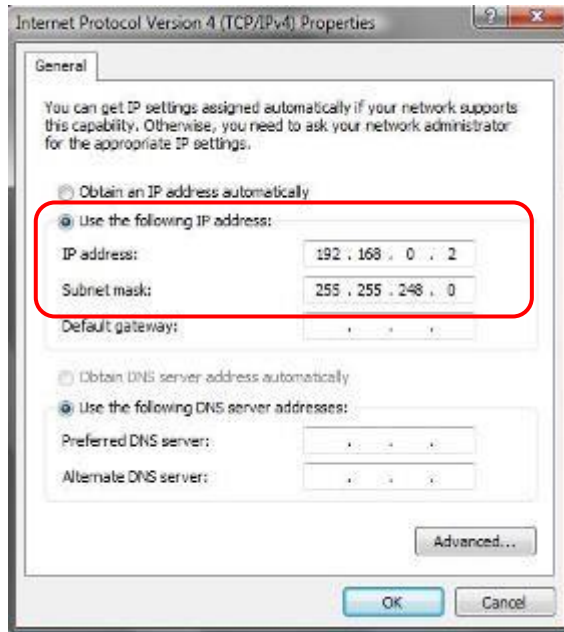 Internet Protocol Version 4 (TCP/IPv4) Properties
General
You can get IP settings assigned automatically if your network supports
this capability. Otherwise, you need to ask your network administrator
for the appropriate IP settings.
Obtain an IP address automatically
Use the following IP address:
IP address: 192 . 168 . 0 . 2
Subnet mask: 255 . 255 . 248 . 0
Default gateway: . . .
Obtain DNS server address automatically
Use the following DNS server addresses:
Preferred DNS server: . . .
Alternate DNS server: . . .
Advanced...
OK Cancel